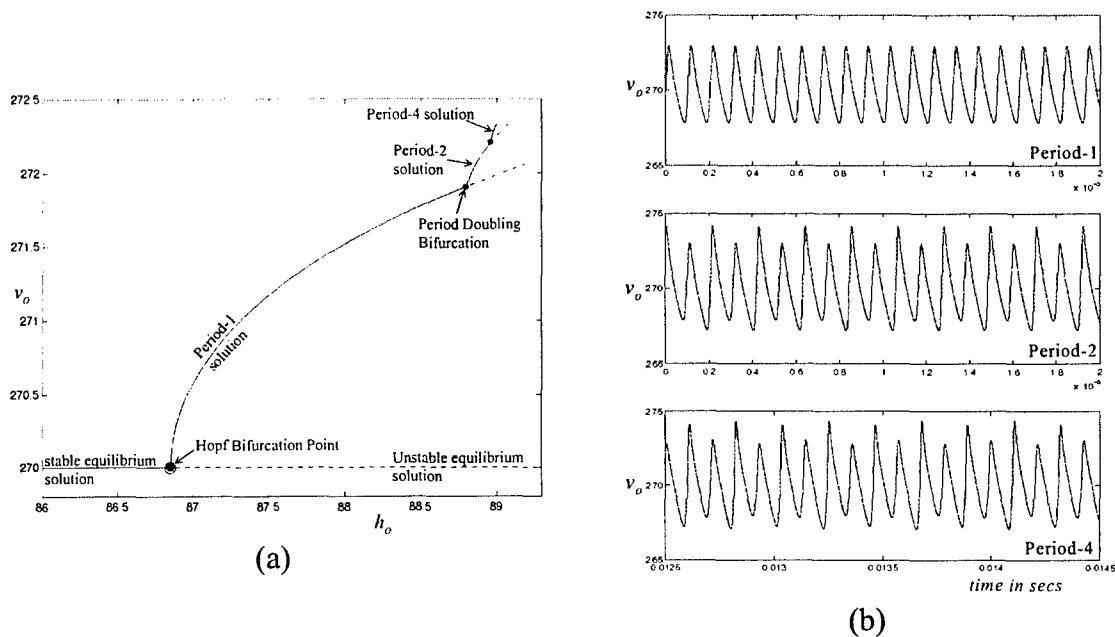 272 5
272
271.5
v_o
271
270.5
270
86
86.5
87
87.5
88
88 5
89
h_o
Period-4 solution
Period-2
solution
Period Doubling
Bifurcation
Period-1
solution
Hopf Bifurcation Point
stable equilibrium
solution
Unstable equilibrium
solution
(a)
275
v_o
270
265
Period-1
0 0 2 0 4 0 6 0 8 1 1 2 1 4 1 6 1 8 2
275
v_o
270
265
Period-2
0 0 2 0 4 0.6 0 8 1 1 2 1 4 1 6 1 8 2
275
v_o
270
265
Period-4
0.0125 0.013 0.0135 0.014 0.0145
time in secs
(b)